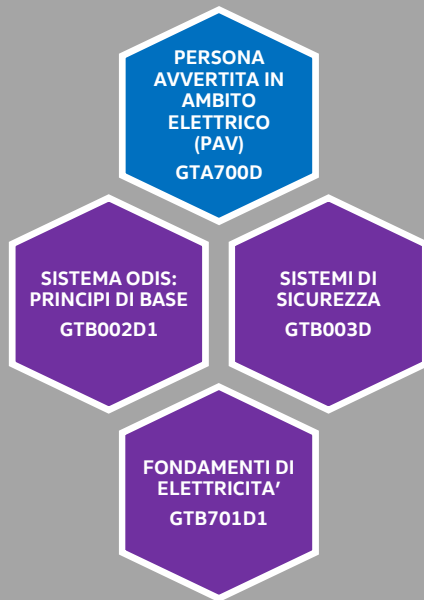 PERSONA
AVVERTITA IN
AMBITO
ELETTRICO
(PAV)
GTA700D
SISTEMA ODIS:
PRINCIPI DI BASE
GTB002D1
SISTEMI DI
SICUREZZA
GTB003D
FONDAMENTI DI
ELETTRICITA’
GTB701D1